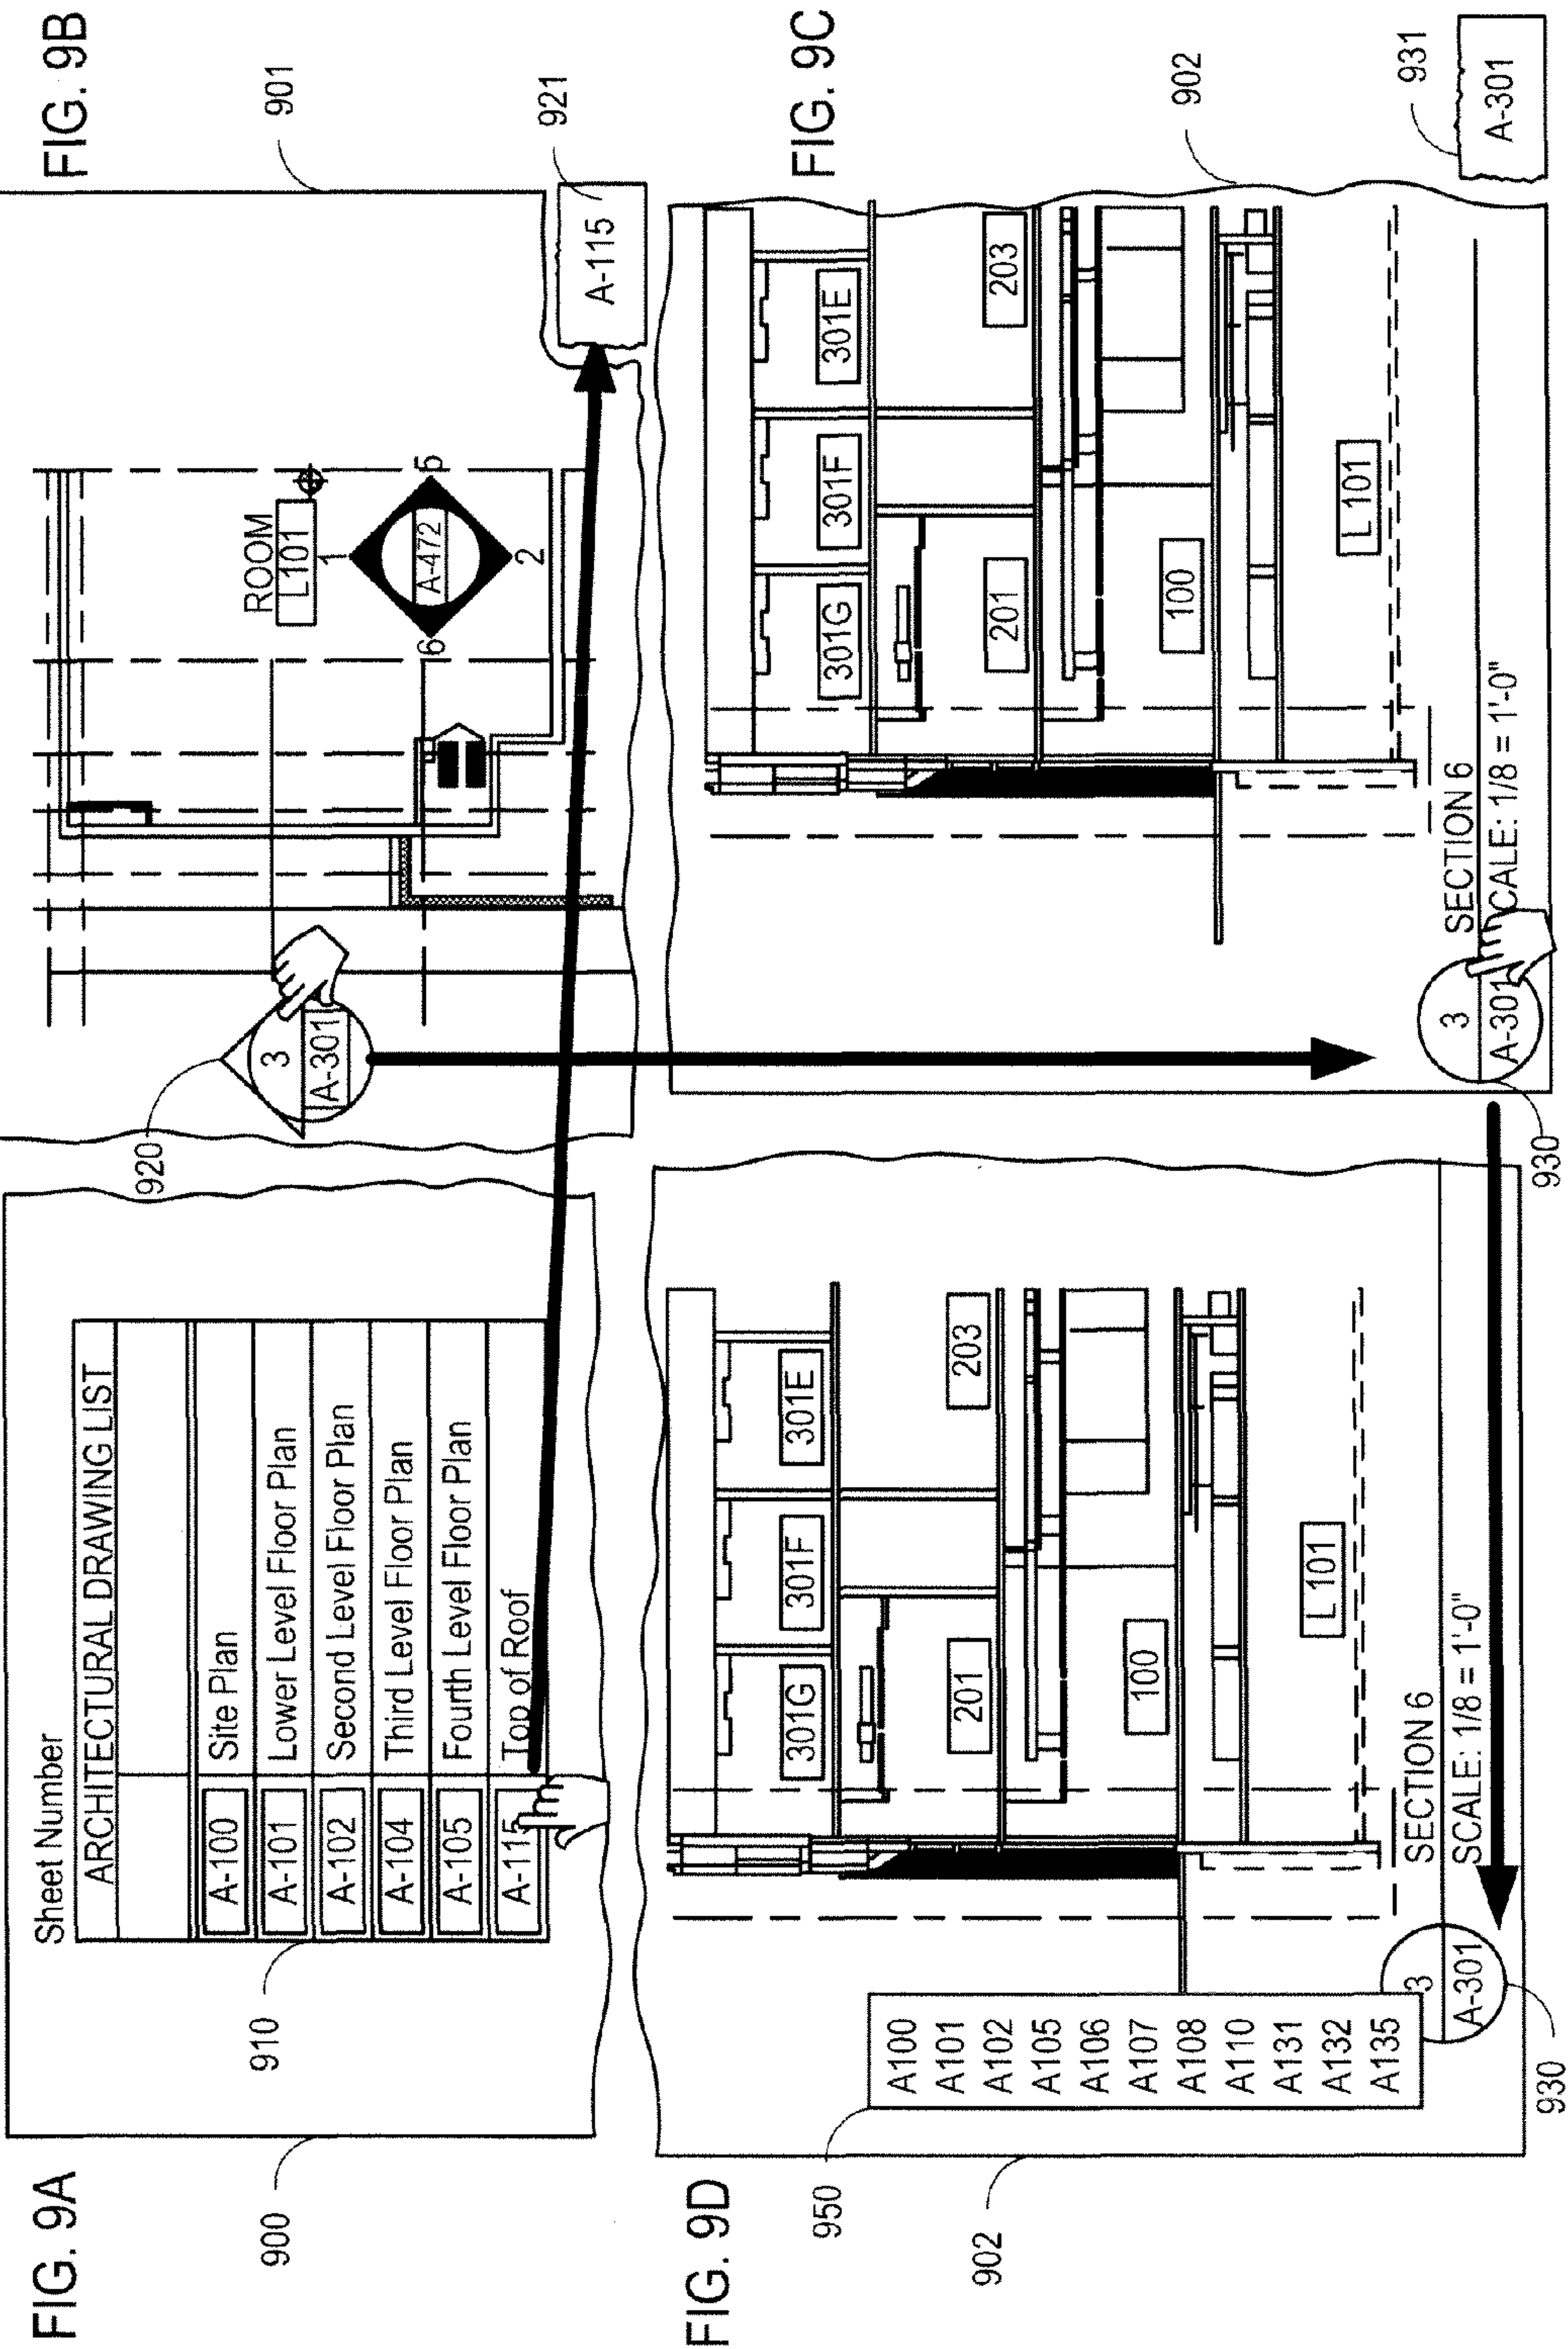 FIG. 9A
900
910
Sheet Number
ARCHITECTURAL DRAWING LIST
A-100 Site Plan
A-101 Lower Level Floor Plan
A-102 Second Level Floor Plan
A-104 Third Level Floor Plan
A-105 Fourth Level Floor Plan
A-115 Top of Roof
FIG. 9B
901
920
3
A-301
ROOM
L101
1
6 A-472 5
2
A-115
921
FIG. 9D
950
902
A100
A101
A102
A105
A106
A107
A108
A110
A131
A132
A135
301G 301F 301E
201 203
100
L101
3
A-301
SECTION 6
SCALE: 1/8 = 1'-0"
930
FIG. 9C
902
301G 301F 301E
201 203
100
L 101
3
A-301
SECTION 6
CALE: 1/8 = 1'-0"
930
931
A-301